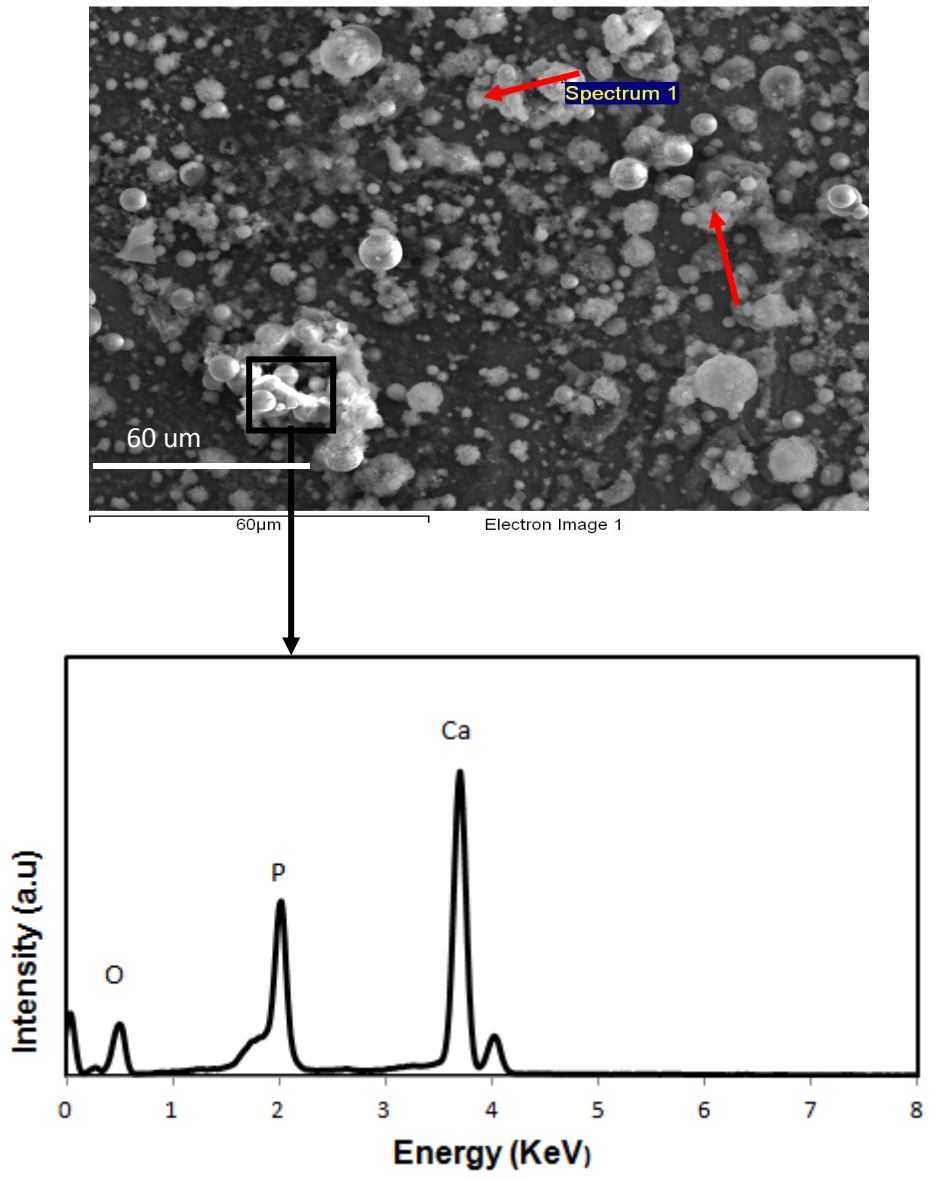 Spectrum 1
60 um
60µm
Electron Image 1
Ca
P
O
Intensity (a.u)
0 1 2 3 4 5 6 7 8
Energy (KeV)